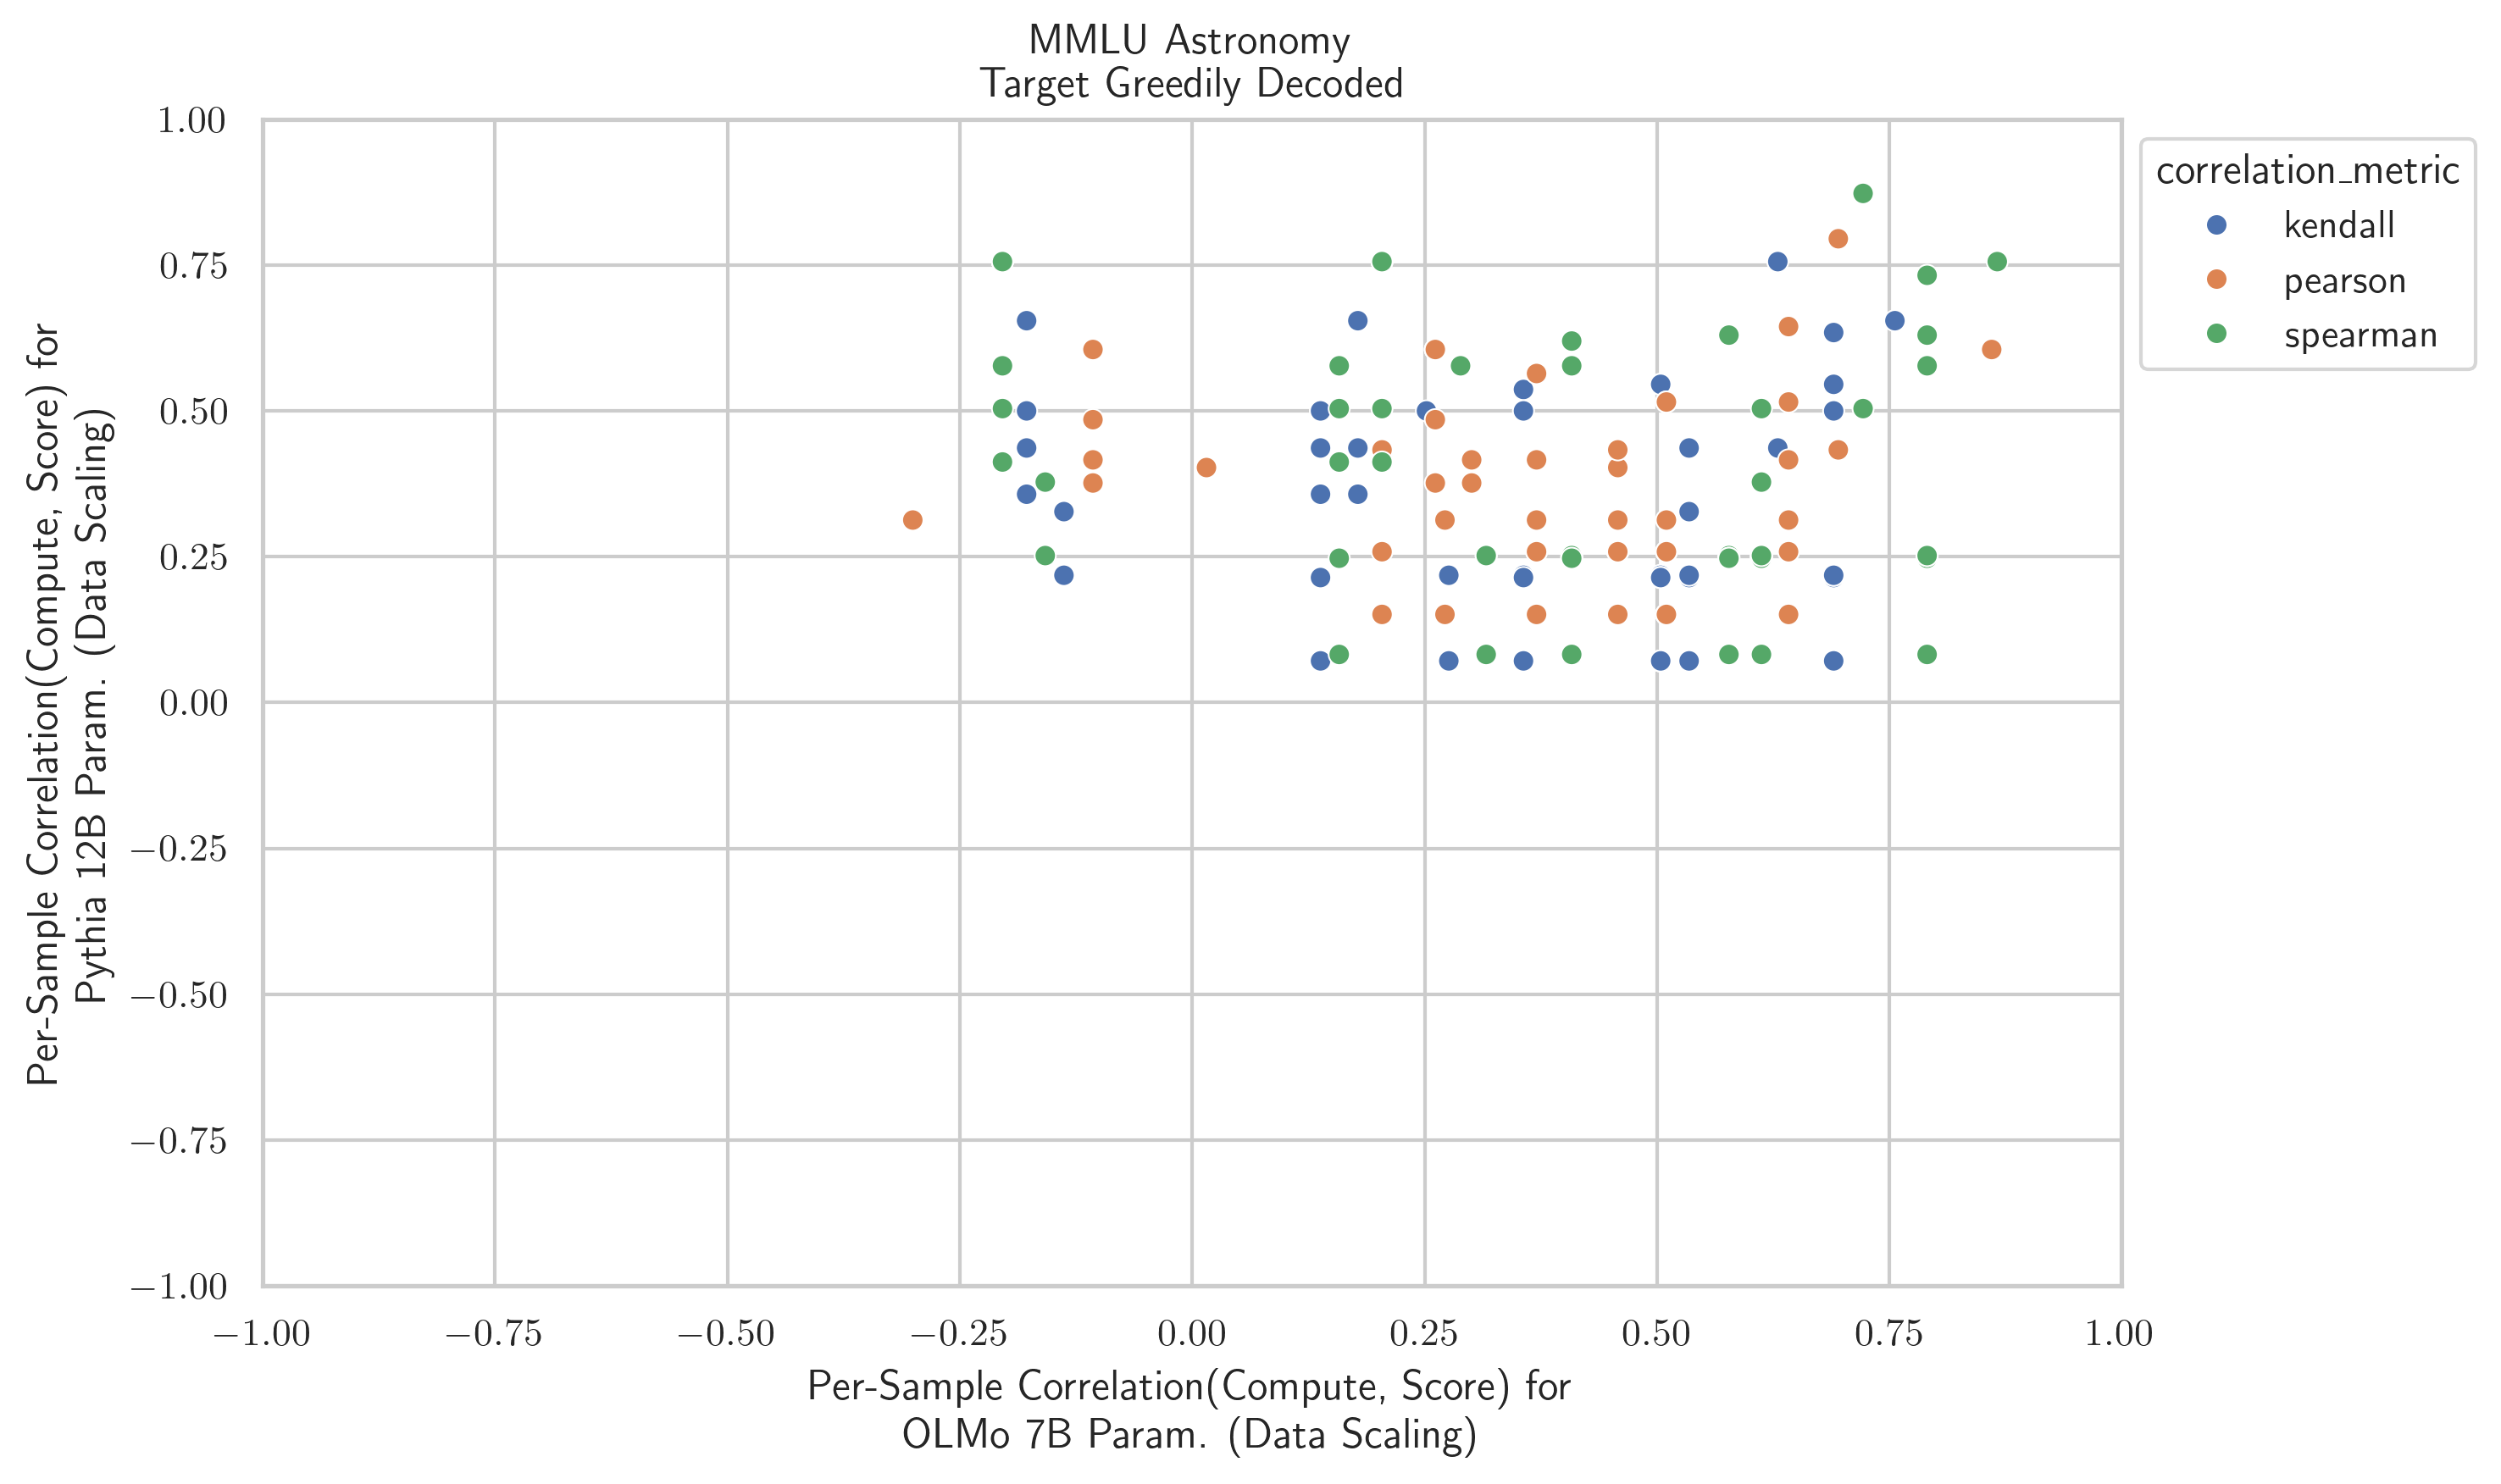 MMLU Astronomy
Target Greedily Decoded
1.00
0.75
0.50
0.25
0.00
−0.25
−0.50
−0.75
−1.00
Per-Sample Correlation(Compute, Score) for
Pythia 12B Param. (Data Scaling)
correlation_metric
kendall
pearson
spearman
−1.00 −0.75 −0.50 −0.25 0.00 0.25 0.50 0.75 1.00
Per-Sample Correlation(Compute, Score) for
OLMo 7B Param. (Data Scaling)